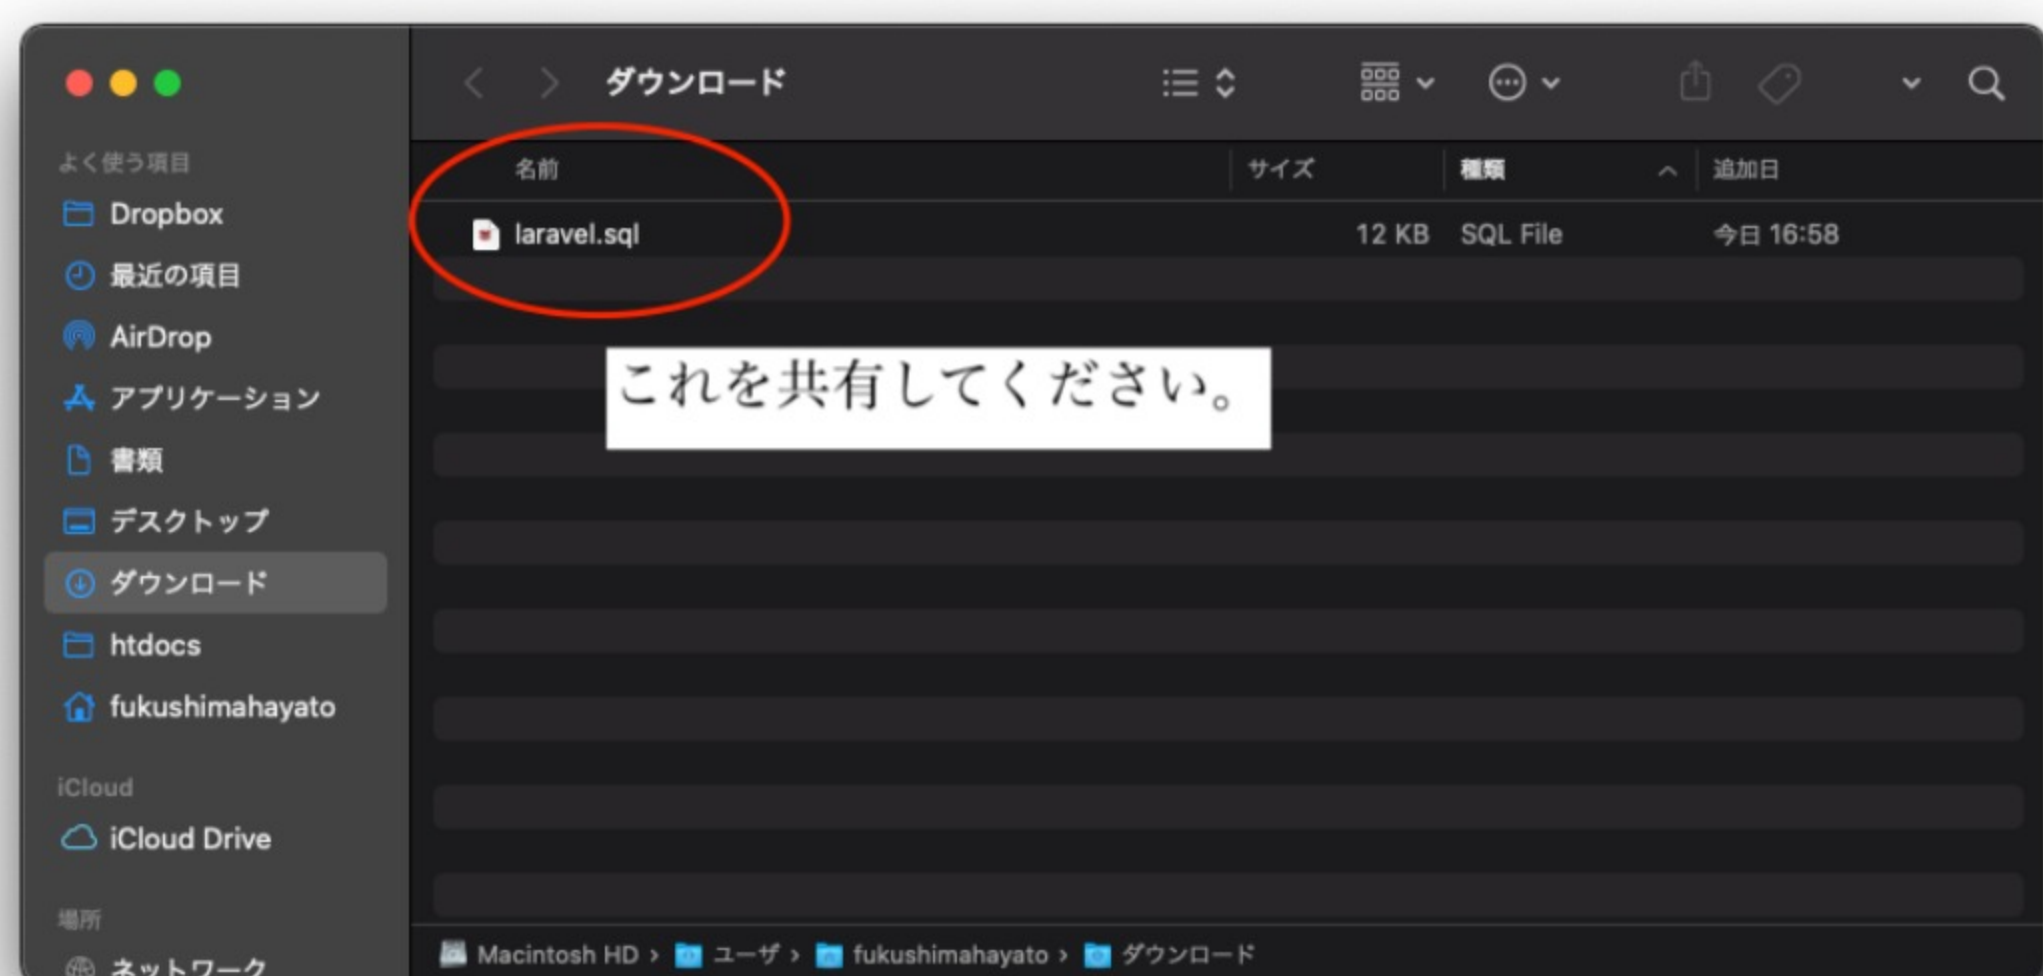 ダウンロード
よく使う項目
Dropbox
最近の項目
AirDrop
アプリケーション
書類
デスクトップ
ダウンロード
htdocs
fukushimahayato
iCloud
iCloud Drive
場所
ネットワーク
名前 サイズ 種類 追加日
laravel.sql 12 KB SQL File 今日 16:58
これを共有してください。
Macintosh HD › ユーザ › fukushimahayato › ダウンロード